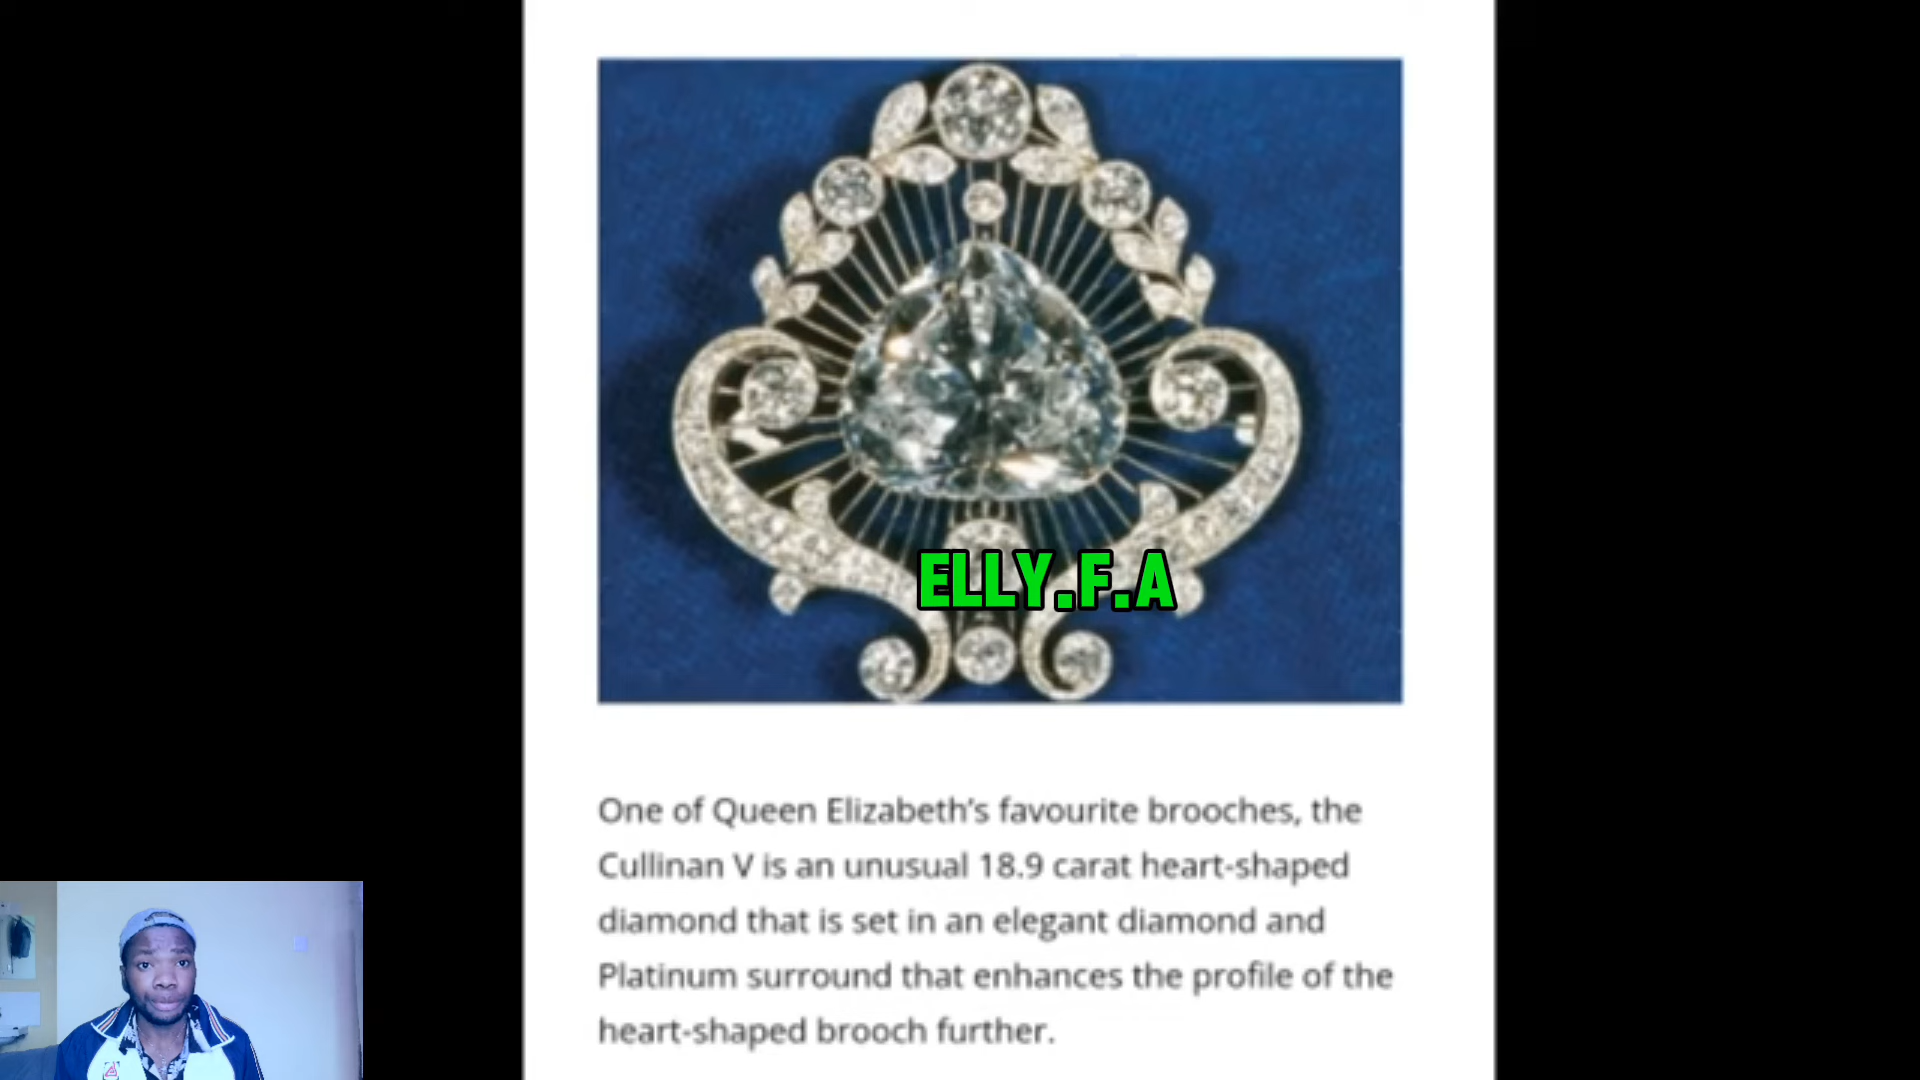 ELLY.F.A
One of Queen Elizabeth's favourite brooches, the
Cullinan V is an unusual 18.9 carat heart-shaped
diamond that is set in an elegant diamond and
Platinum surround that enhances the profile of the
heart-shaped brooch further.